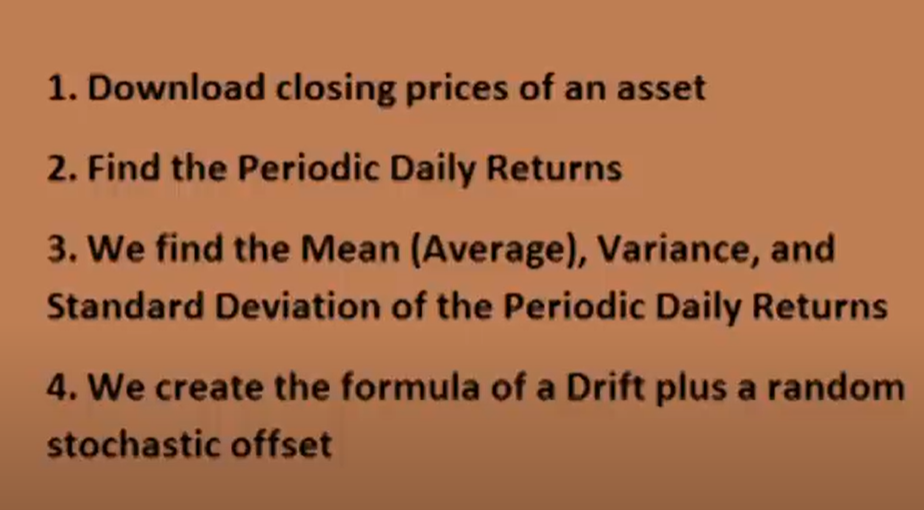 1. Download closing prices of an asset
2. Find the Periodic Daily Returns
3. We find the Mean (Average), Variance, and
Standard Deviation of the Periodic Daily Returns
4. We create the formula of a Drift plus a random
stochastic offset